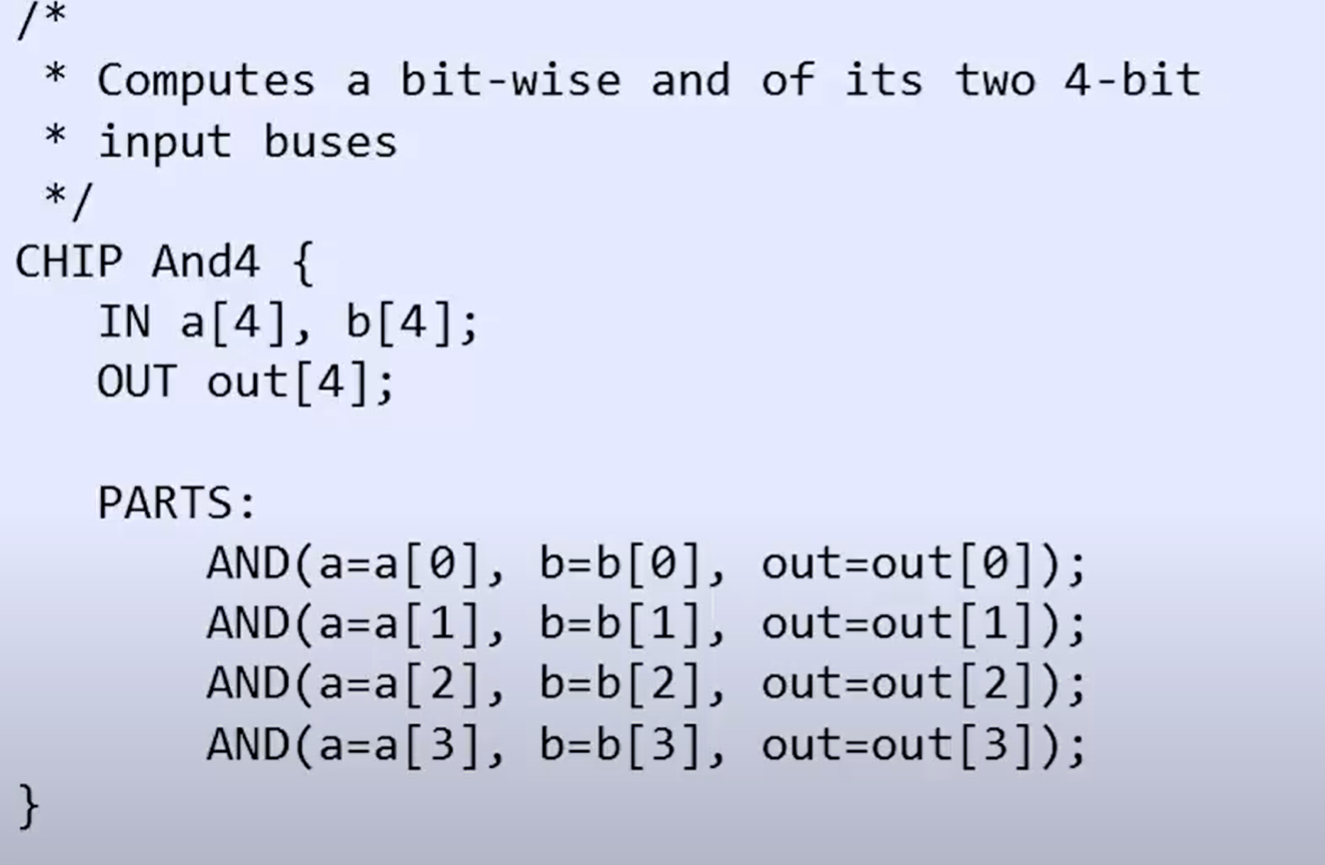 /*
 * Computes a bit-wise and of its two 4-bit
 * input buses
 */
CHIP And4 {
   IN a[4], b[4];
   OUT out[4];

   PARTS:
       AND(a=a[0], b=b[0], out=out[0]);
       AND(a=a[1], b=b[1], out=out[1]);
       AND(a=a[2], b=b[2], out=out[2]);
       AND(a=a[3], b=b[3], out=out[3]);
}